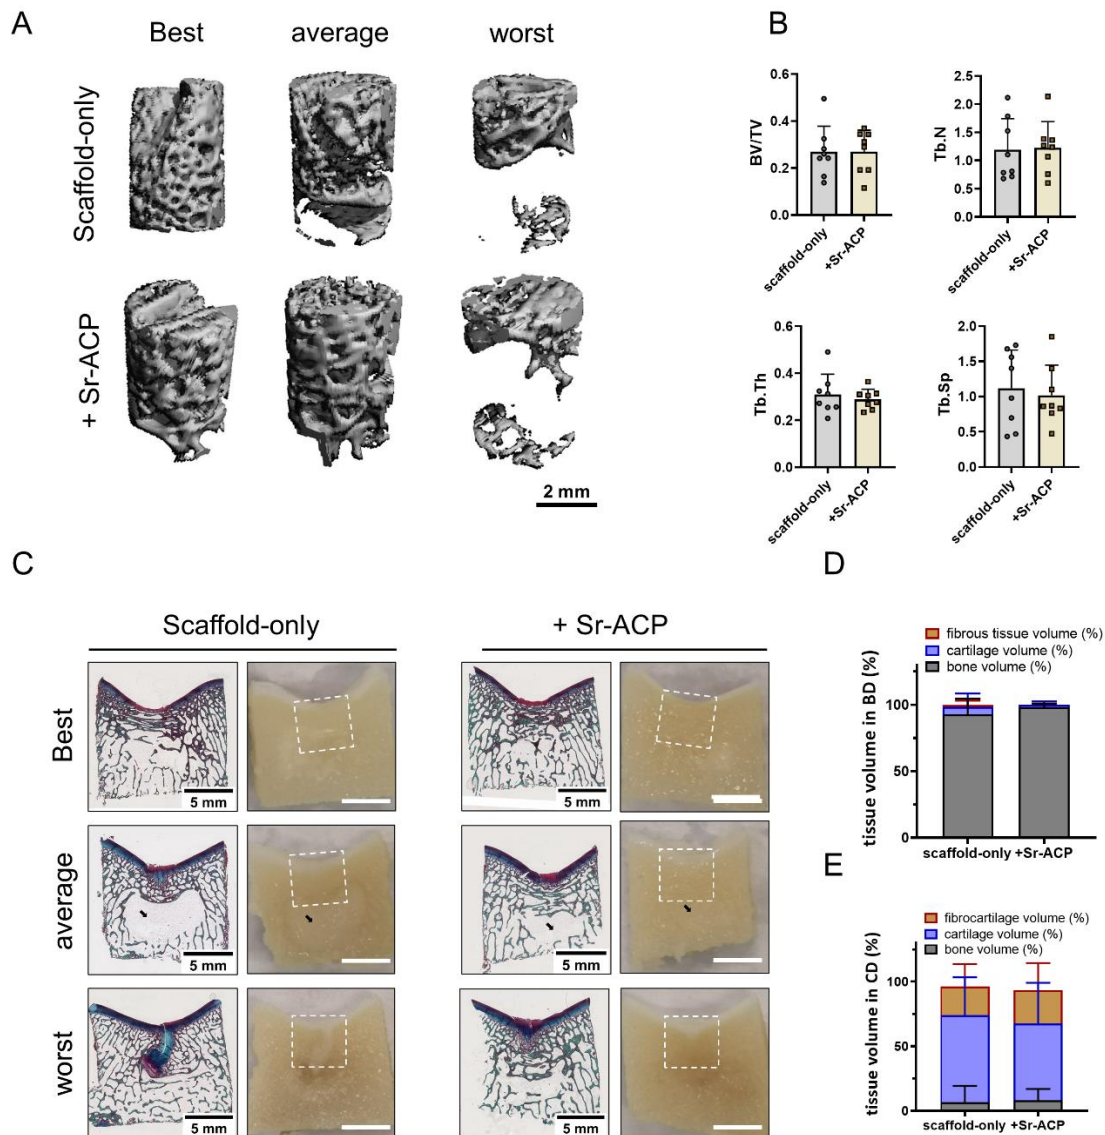 A
Best
average
worst
Scaffold-only
+ Sr-ACP
2 mm
B
BV/TV
0.6
0.4
0.2
0.0
scaffold-only
+Sr-ACP
Tb.N
2.5
2.0
1.5
1.0
0.5
0.0
scaffold-only
+Sr-ACP
Tb.Th
0.6
0.4
0.2
0.0
scaffold-only
+Sr-ACP
Tb.Sp
2.0
1.5
1.0
0.5
0.0
scaffold-only
+Sr-ACP
C
Scaffold-only
+ Sr-ACP
Best
5 mm
5 mm
average
5 mm
5 mm
worst
5 mm
5 mm
D
fibrous tissue volume (%)
cartilage volume (%)
bone volume (%)
tissue volume in BD (%)
100
50
0
scaffold-only +Sr-ACP
E
fibrocartilage volume (%)
cartilage volume (%)
bone volume (%)
tissue volume in CD (%)
100
50
0
scaffold-only +Sr-ACP